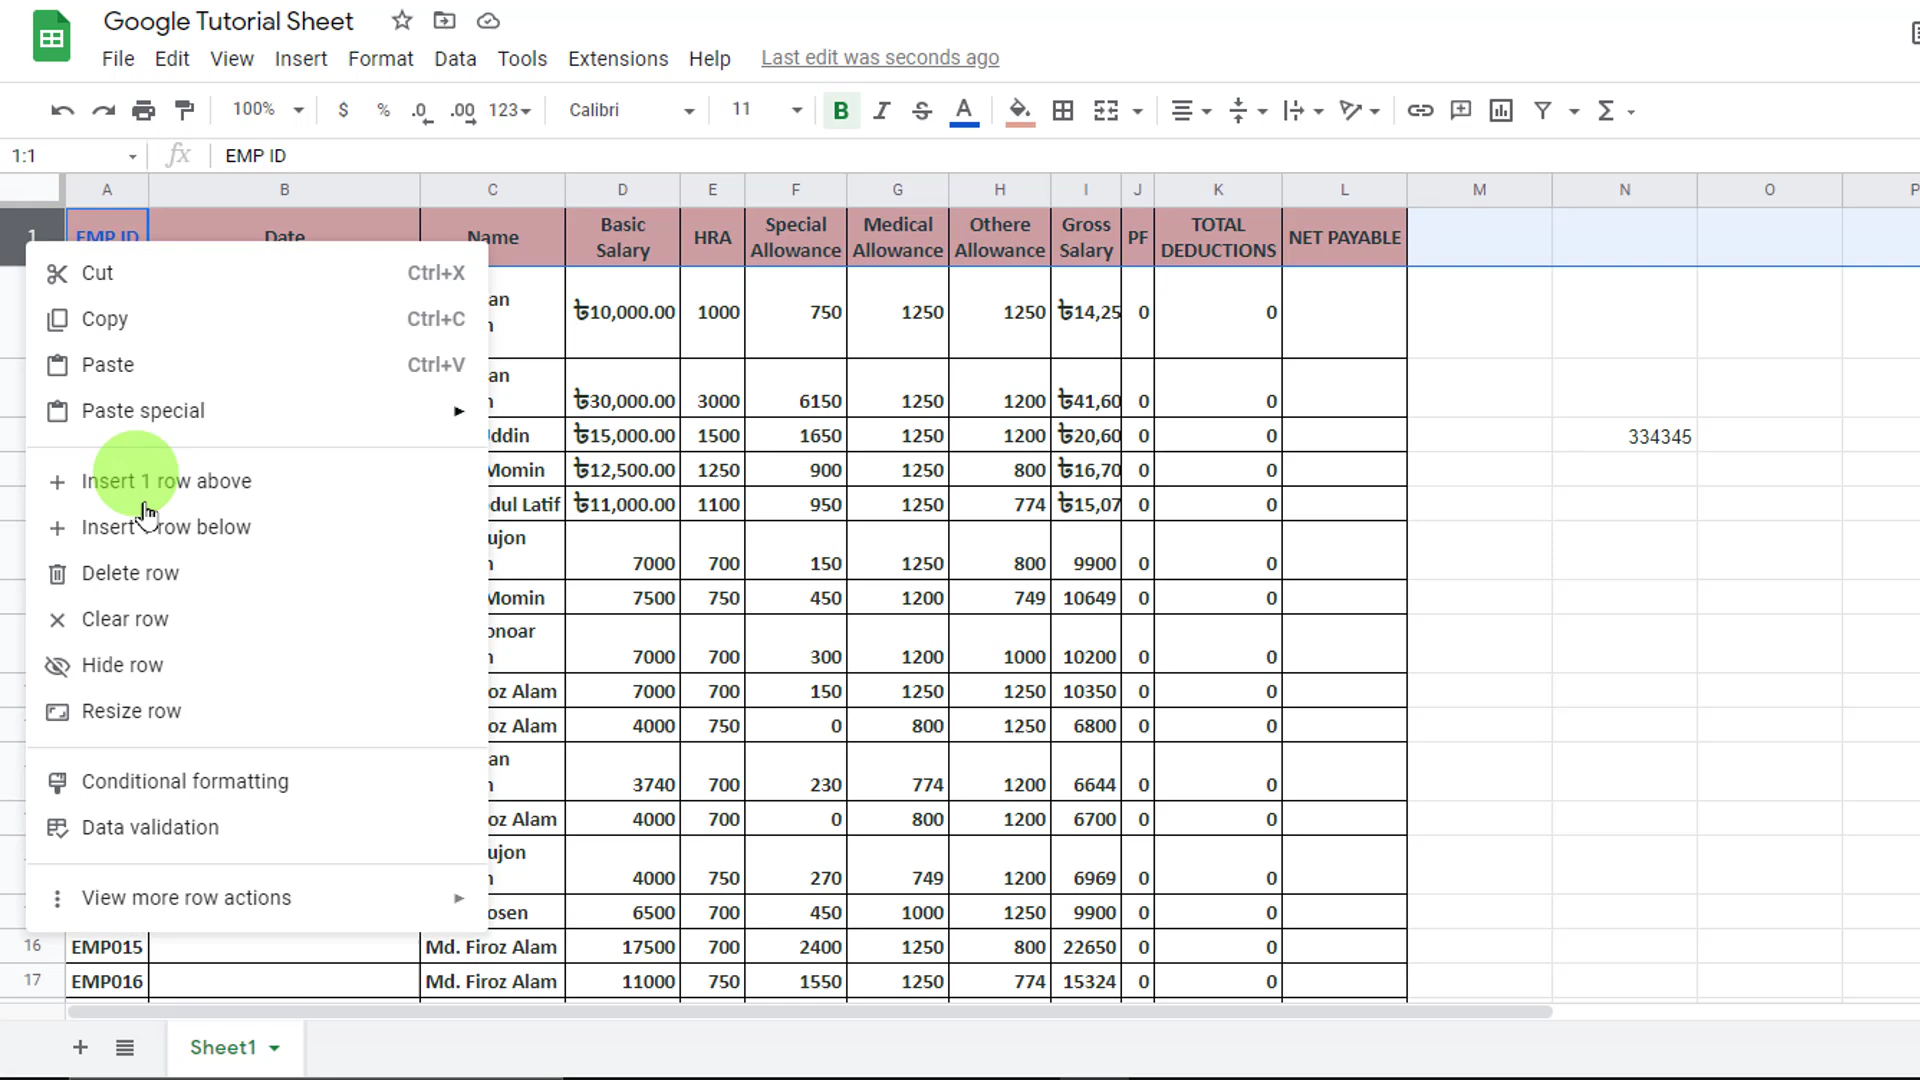 Google Tutorial Sheet
File Edit View Insert Format Data Tools Extensions Help Last edit was seconds ago
100% $ % .0 .00 123 Calibri 11 B I S A
1:1 fx EMP ID
A B C D E F G H I J K L M N O P
1 EMP ID Date Name Basic Salary HRA Special Allowance Medical Allowance Othere Allowance Gross Salary PF TOTAL DEDUCTIONS NET PAYABLE
Cut Ctrl+X
Copy Ctrl+C
Paste Ctrl+V
Paste special
Insert 1 row above
Insert row below
Delete row
Clear row
Hide row
Resize row
Conditional formatting
Data validation
View more row actions
an ৳10,000.00 1000 750 1250 1250 ৳14,25 0 0
an ৳30,000.00 3000 6150 1250 1200 ৳41,60 0 0
ddin ৳15,000.00 1500 1650 1250 1200 ৳20,60 0 0 334345
Momin ৳12,500.00 1250 900 1250 800 ৳16,70 0 0
dul Latif ৳11,000.00 1100 950 1250 774 ৳15,07 0 0
ujon 7000 700 150 1250 800 9900 0 0
Momin 7500 750 450 1200 749 10649 0 0
onoar 7000 700 300 1200 1000 10200 0 0
oz Alam 7000 700 150 1250 1250 10350 0 0
oz Alam 4000 750 0 800 1250 6800 0 0
an 3740 700 230 774 1200 6644 0 0
oz Alam 4000 700 0 800 1200 6700 0 0
ujon 4000 750 270 749 1200 6969 0 0
osen 6500 700 450 1000 1250 9900 0 0
16 EMP015 Md. Firoz Alam 17500 700 2400 1250 800 22650 0 0
17 EMP016 Md. Firoz Alam 11000 750 1550 1250 774 15324 0 0
Sheet1